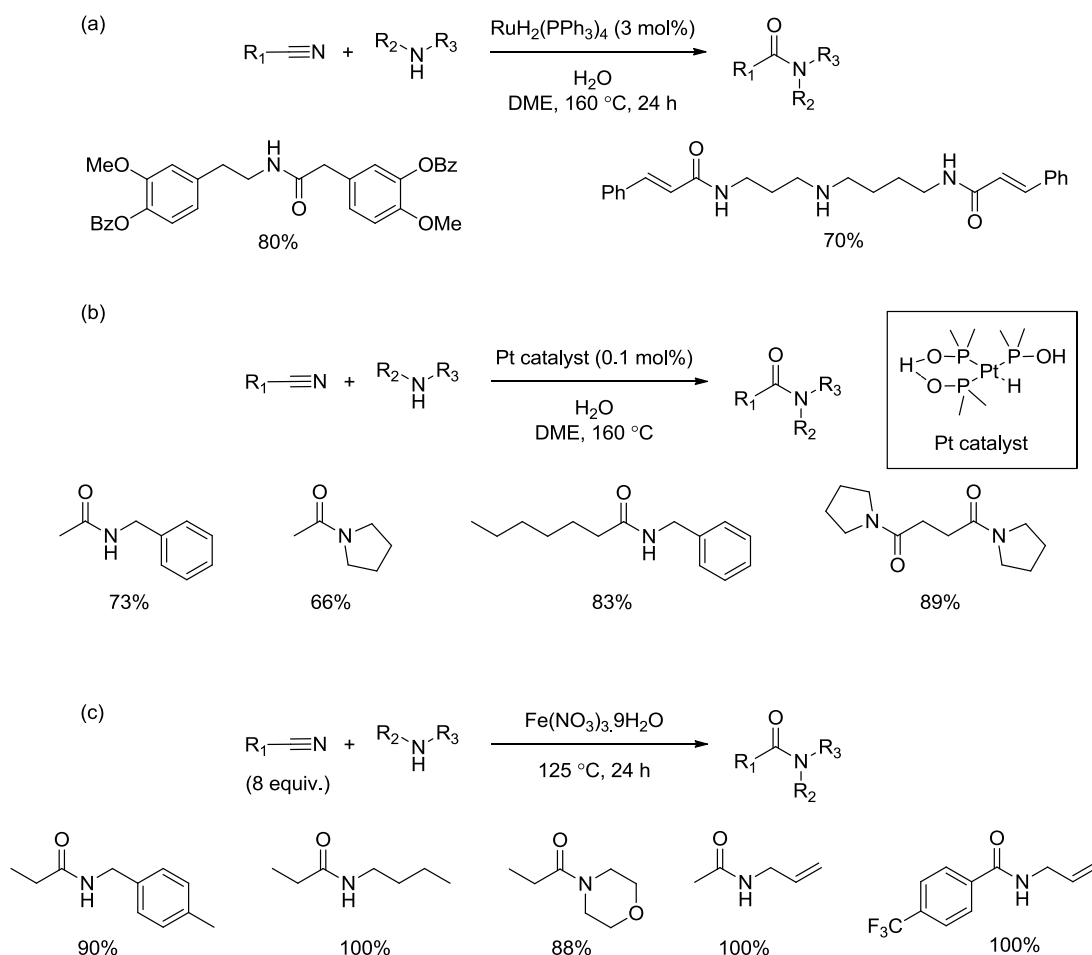 (a)
R1 N + R2 N H R3 RuH2(PPh3)4 (3 mol%) O R1 N R3 R2
H2O
DME, 160 °C, 24 h
MeO BzO H N O OBz OMe
80%
O Ph N H N H H N O Ph
70%
(b)
R1 N + R2 N H R3 Pt catalyst (0.1 mol%) O R1 N R3 R2
H2O
DME, 160 °C
H O P P OH Pt O P H
Pt catalyst
O N H
73%
O N
66%
O N H
83%
N O O N
89%
(c)
R1 N + R2 N H R3 Fe(NO3)3.9H2O O R1 N R3 R2
(8 equiv.) 125 °C, 24 h
O N H
90%
O N H
100%
O N O
88%
O N H
100%
O N H F3C
100%